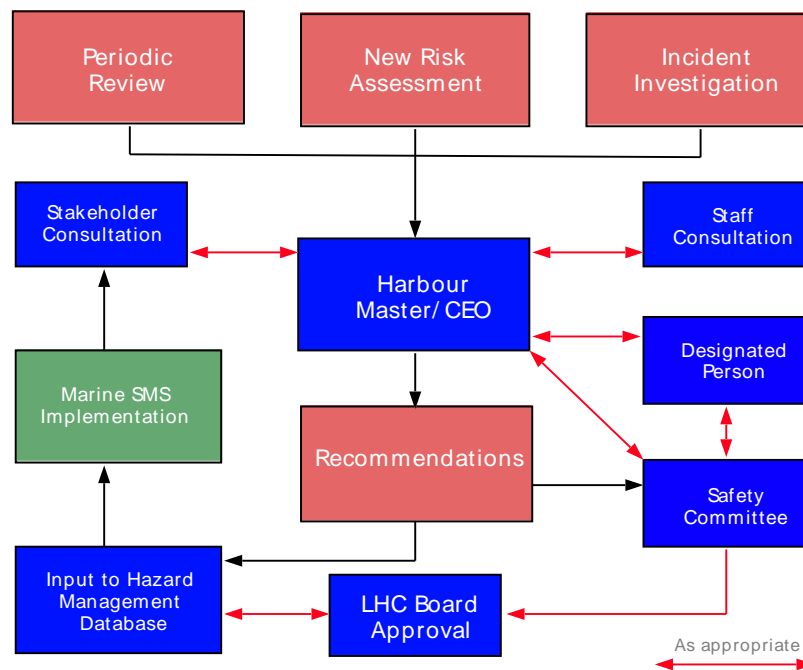 Periodic
Review
New Risk
Assessment
Incident
Investigation
Stakeholder
Consultation
Staff
Consultation
Harbour
Master/ CEO
Designated
Person
Marine SMS
Implementation
Recommendations
Safety
Committee
Input to Hazard
Management
Database
LHC Board
Approval
As appropriate